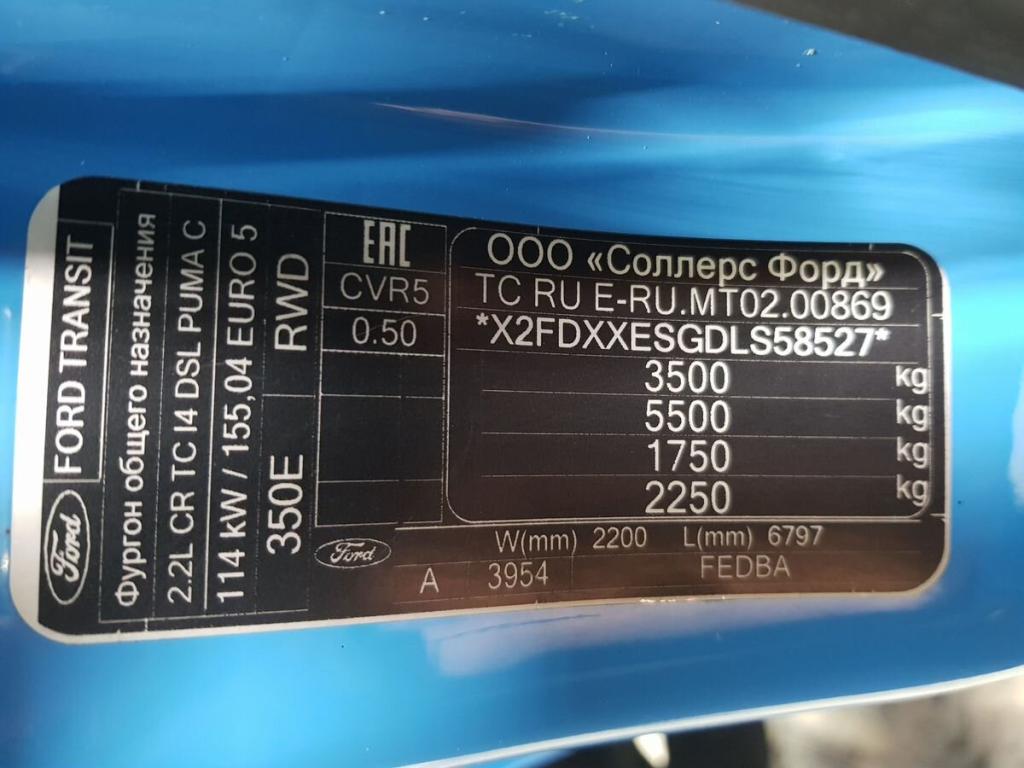 Ford
FORD TRANSIT
Фургон общего назначения
2.2L CR TC I4 DSL PUMA C
114 kW / 155,04 EURO 5
350E RWD
EAC
CVR5
0.50
ООО «Соллерс Форд»
TC RU E-RU.MT02.00869
*X2FDXXESGDLS58527*
3500 kg
5500 kg
1750 kg
2250 kg
Ford
W(mm) 2200 L(mm) 6797
A 3954 FEDBA